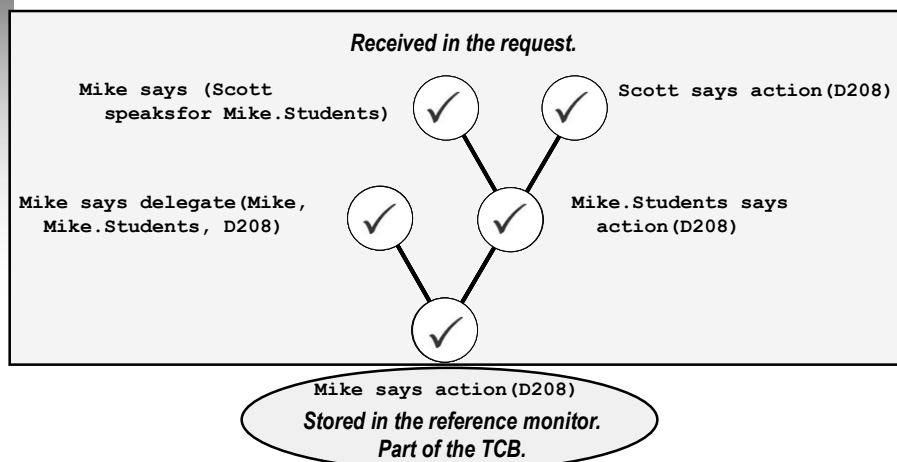 Received in the request.
Mike says (Scott
speaksfor Mike.Students)
Scott says action(D208)
Mike says delegate(Mike,
Mike.Students, D208)
Mike.Students says
action(D208)
Mike says action(D208)
Stored in the reference monitor.
Part of the TCB.